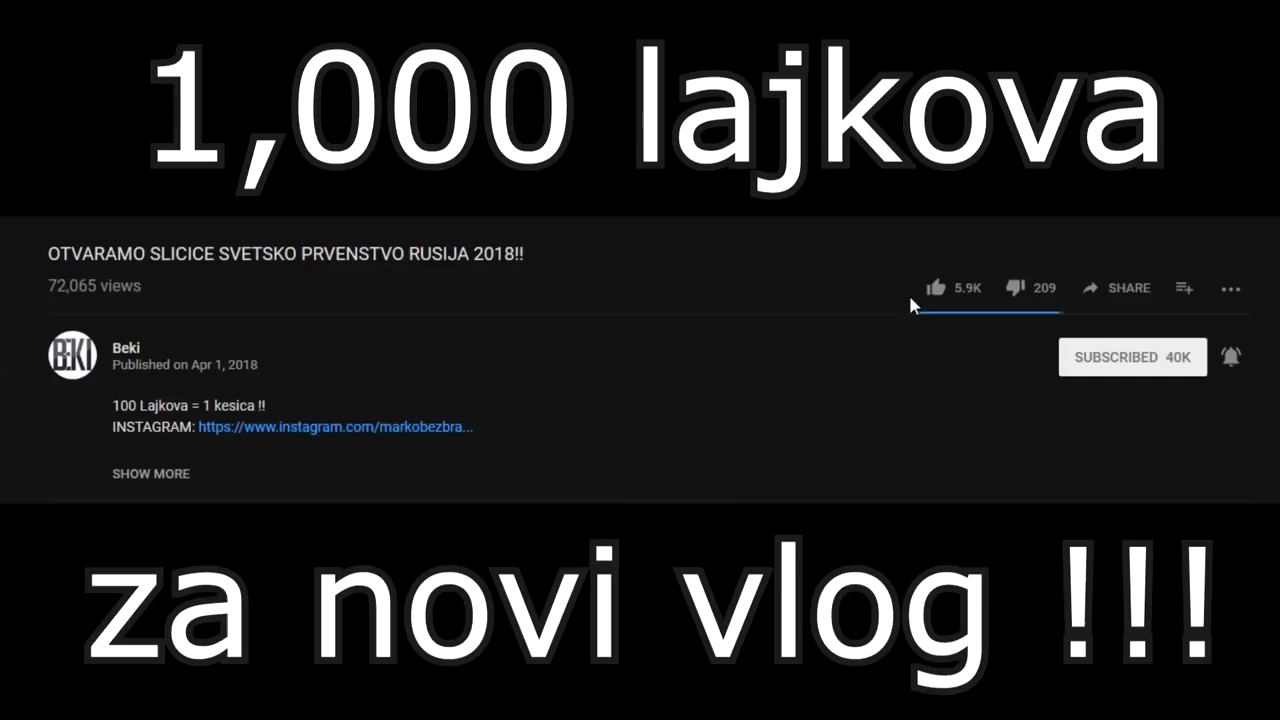 1,000 lajkova
OTVARAMO SLICICE SVETSKO PRVENSTVO RUSIJA 2018!!
72,065 views
5.9K 209 SHARE
BEKI
Beki
Published on Apr 1, 2018
SUBSCRIBED 40K
100 Lajkova = 1 kesica !!
INSTAGRAM: https://www.instagram.com/markobezbra...
SHOW MORE
za novi vlog !!!